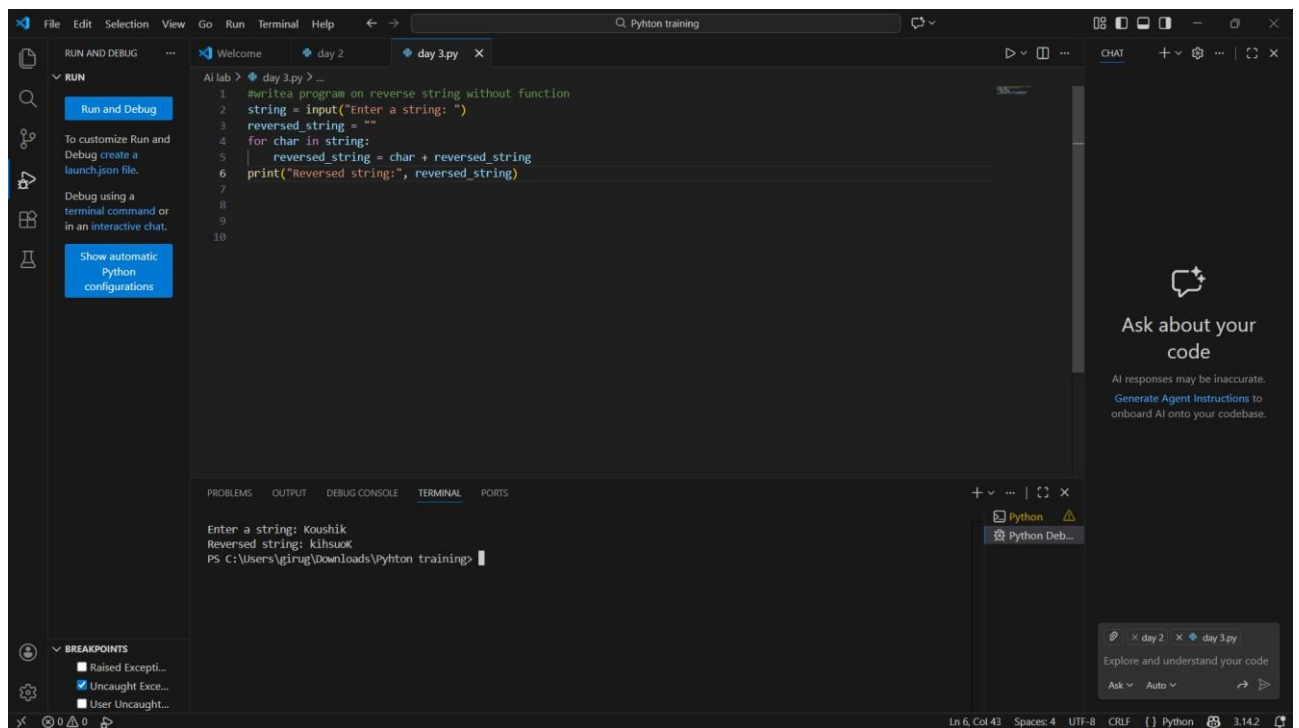 File Edit Selection View Go Run Terminal Help
Pyhton training
RUN AND DEBUG
RUN
Run and Debug
To customize Run and
Debug create a
launch.json file.
Debug using a
terminal command or
in an interactive chat.
Show automatic
Python
configurations
BREAKPOINTS
Raised Excepti...
Uncaught Exce...
User Uncaught...
Welcome day 2 day 3.py
Ai lab > day 3.py > ...
1 #writea program on reverse string without function
2 string = input("Enter a string: ")
3 reversed_string = ""
4 for char in string:
5     reversed_string = char + reversed_string
6 print("Reversed string:", reversed_string)
7
8
9
10
PROBLEMS OUTPUT DEBUG CONSOLE TERMINAL PORTS
Enter a string: Koushik
Reversed string: kihsuoK
PS C:\Users\girug\Downloads\Pyhton training>
Python
Python Deb...
CHAT
Ask about your
code
AI responses may be inaccurate.
Generate Agent Instructions to
onboard AI onto your codebase.
day 2 day 3.py
Explore and understand your code
Ask Auto
0 0
Ln 6, Col 43 Spaces: 4 UTF-8 CRLF {} Python 3.14.2